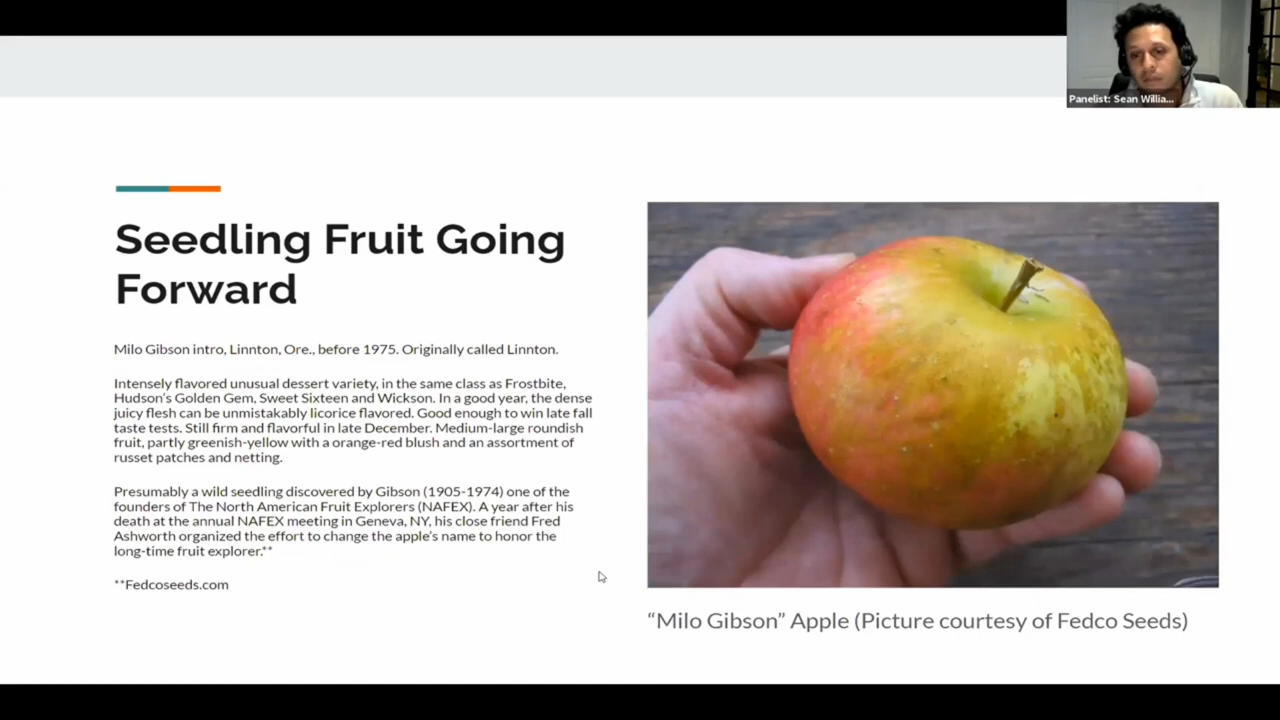 Panelist: Sean Willia...
Seedling Fruit Going
Forward
Milo Gibson intro, Linnton, Ore., before 1975. Originally called Linnton.
Intensely flavored unusual dessert variety, in the same class as Frostbite,
Hudson's Golden Gem, Sweet Sixteen and Wickson. In a good year, the dense
juicy flesh can be unmistakably licorice flavored. Good enough to win late fall
taste tests. Still firm and flavorful in late December. Medium-large roundish
fruit, partly greenish-yellow with a orange-red blush and an assortment of
russet patches and netting.
Presumably a wild seedling discovered by Gibson (1905-1974) one of the
founders of The North American Fruit Explorers (NAFEX). A year after his
death at the annual NAFEX meeting in Geneva, NY, his close friend Fred
Ashworth organized the effort to change the apple's name to honor the
long-time fruit explorer.**
**Fedcoseeds.com
“Milo Gibson” Apple (Picture courtesy of Fedco Seeds)